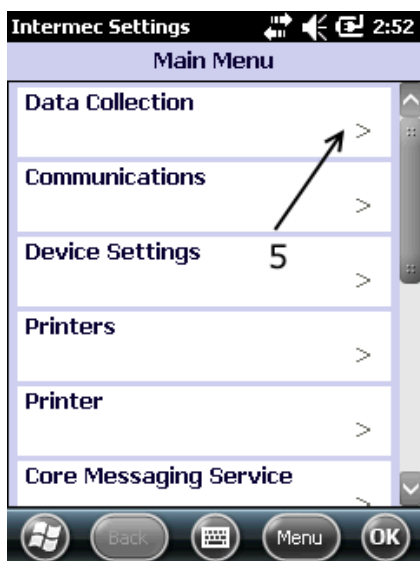 Intermec Settings 2:52
Main Menu
Data Collection
>
Communications
>
Device Settings
5
>
Printers
>
Printer
>
Core Messaging Service
>
Back Menu OK